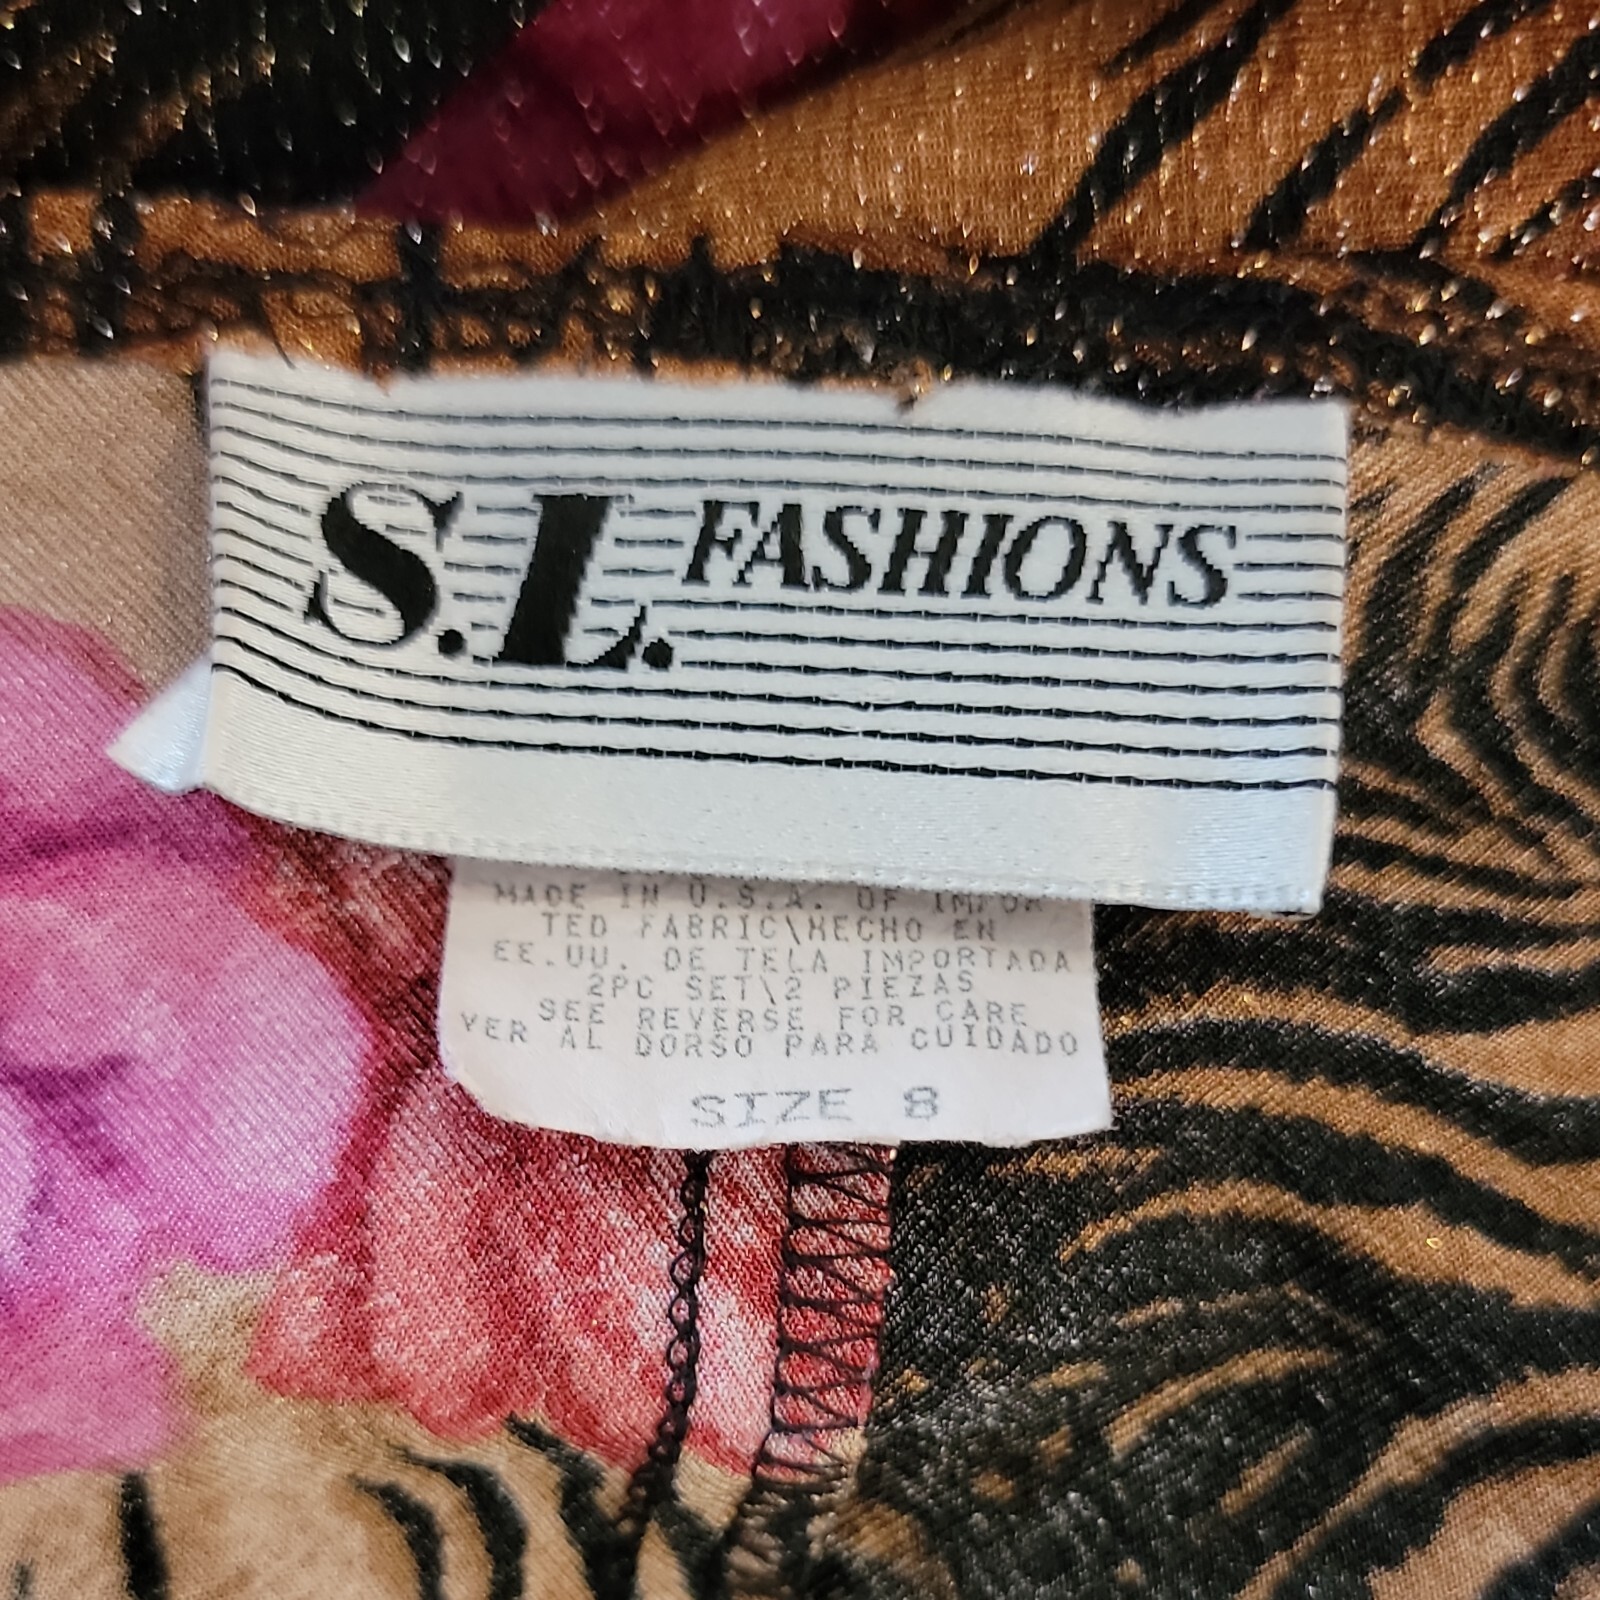 S.L. FASHIONS
MADE IN U.S.A. OF IMPOR
TED FABRIC\HECHO EN
EE.UU. DE TELA IMPORTADA
2PC SET\2 PIEZAS
SEE REVERSE FOR CARE
VER AL DORSO PARA CUIDADO
SIZE 8